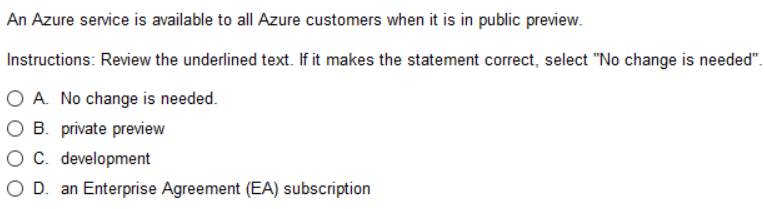 An Azure service is available to all Azure customers when it is in public preview.
Instructions: Review the underlined text. If it makes the statement correct, select "No change is needed".
A. No change is needed.
B. private preview
C. development
D. an Enterprise Agreement (EA) subscription